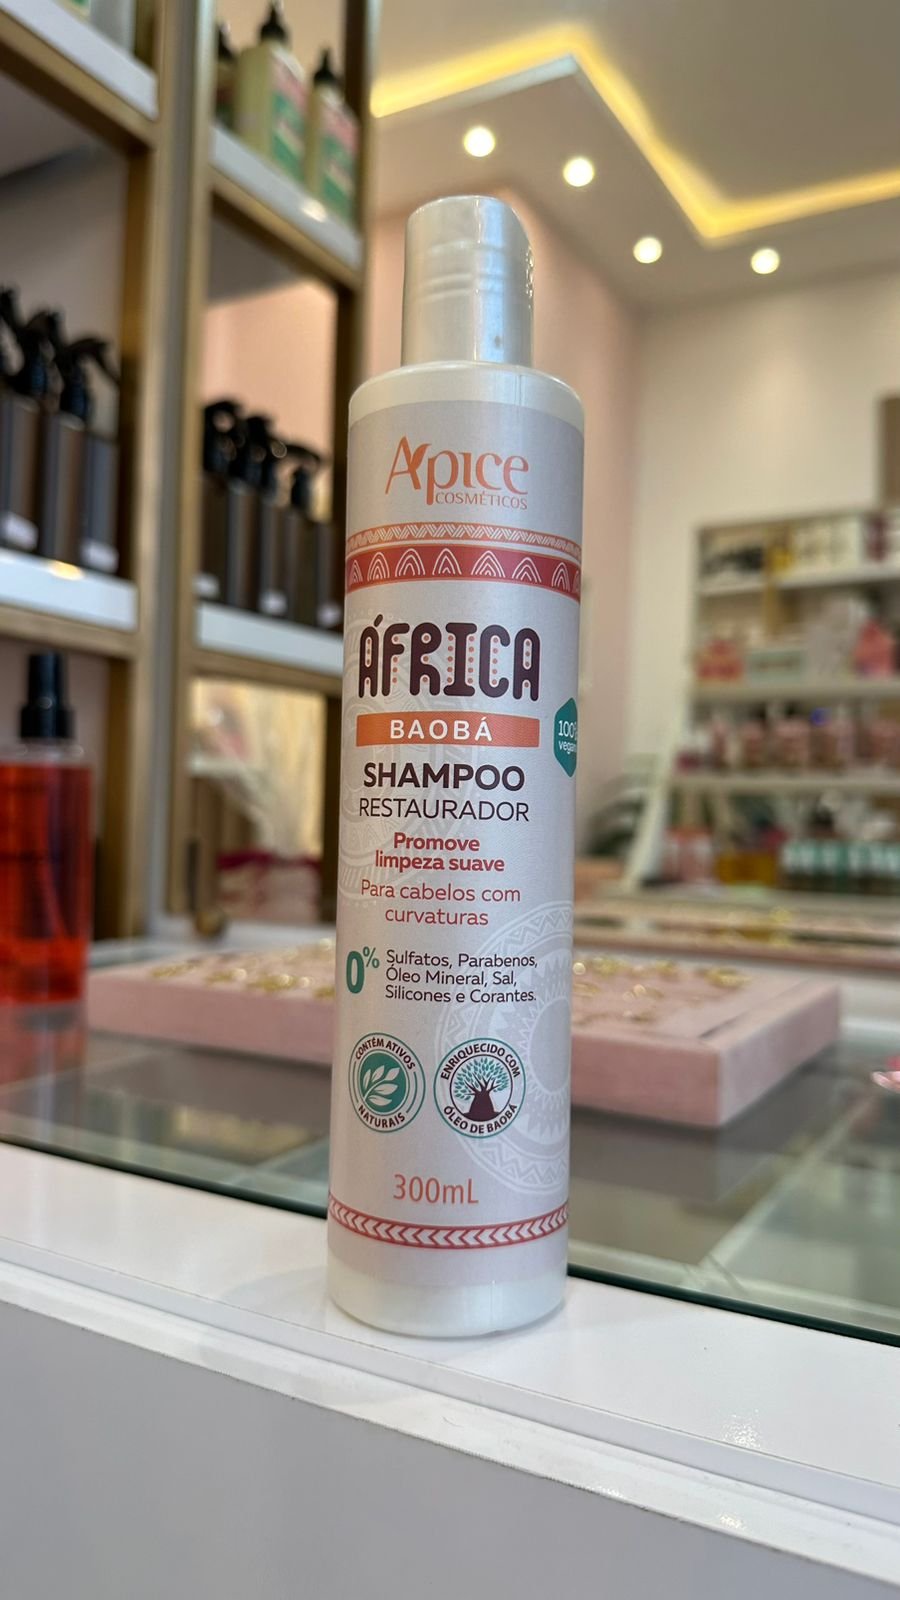 Apice
COSMÉTICOS
ÁFRICA
BAOBÁ
100%
SHAMPOO
RESTAURADOR
Promove
limpeza suave
Para cabelos com
curvaturas
0%
Sulfatos, Parabenos,
Óleo Mineral, Sal,
Silicones e Corantes.
CONTÉM ATIVOS
NATURAIS
ENRIQUECIDO COM
ÓLEO DE BAOBÁ
300mL